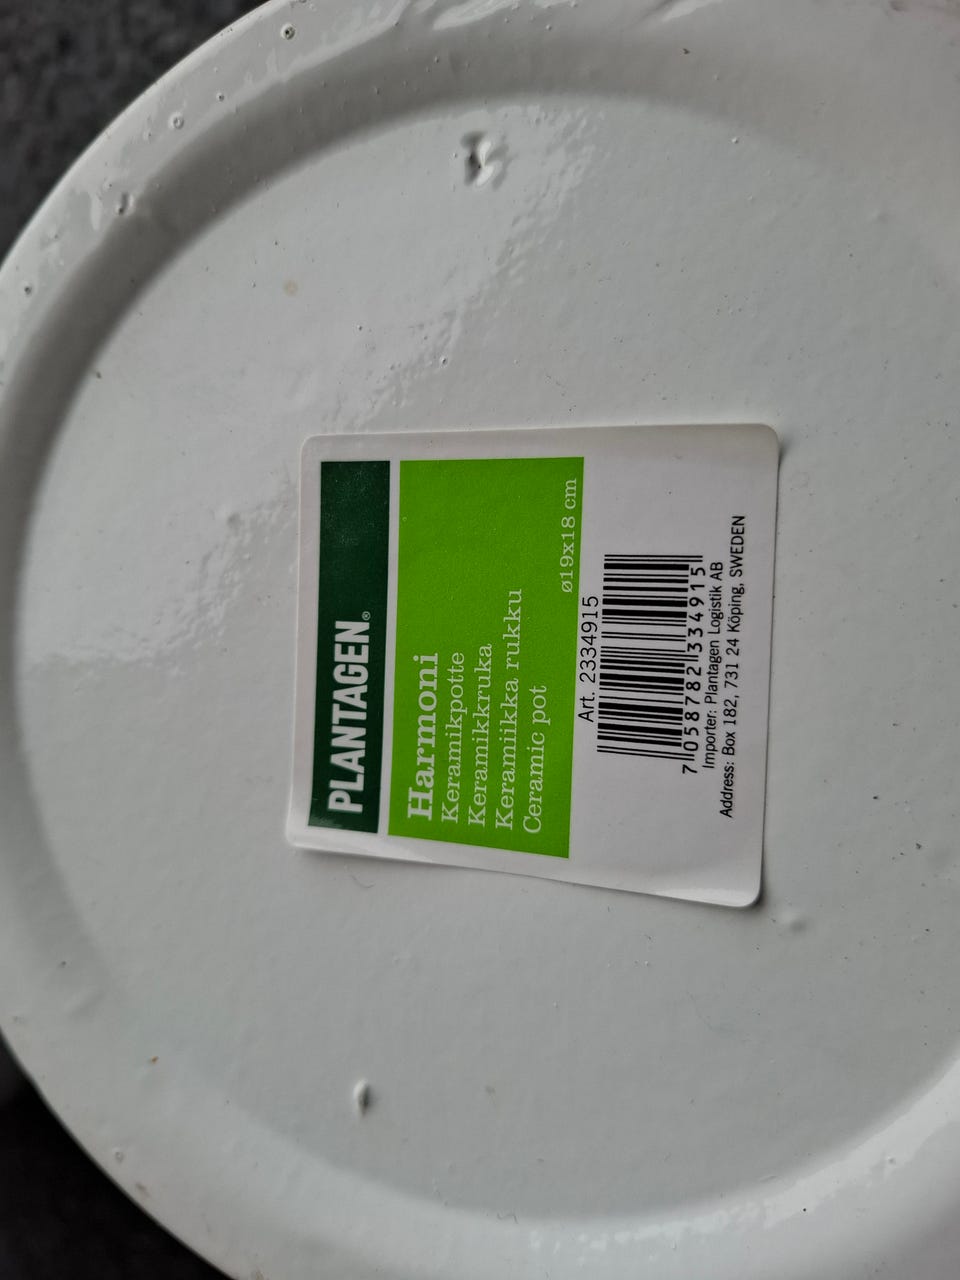 PLANTAGEN®
Harmoni
Keramikpotte
Keramikkruka
Keramiikka rukku
Ceramic pot
ø19x18 cm
Art. 2334915
7 058782 334915
Importer: Plantagen Logistik AB
Address: Box 182, 731 24 Köping, SWEDEN